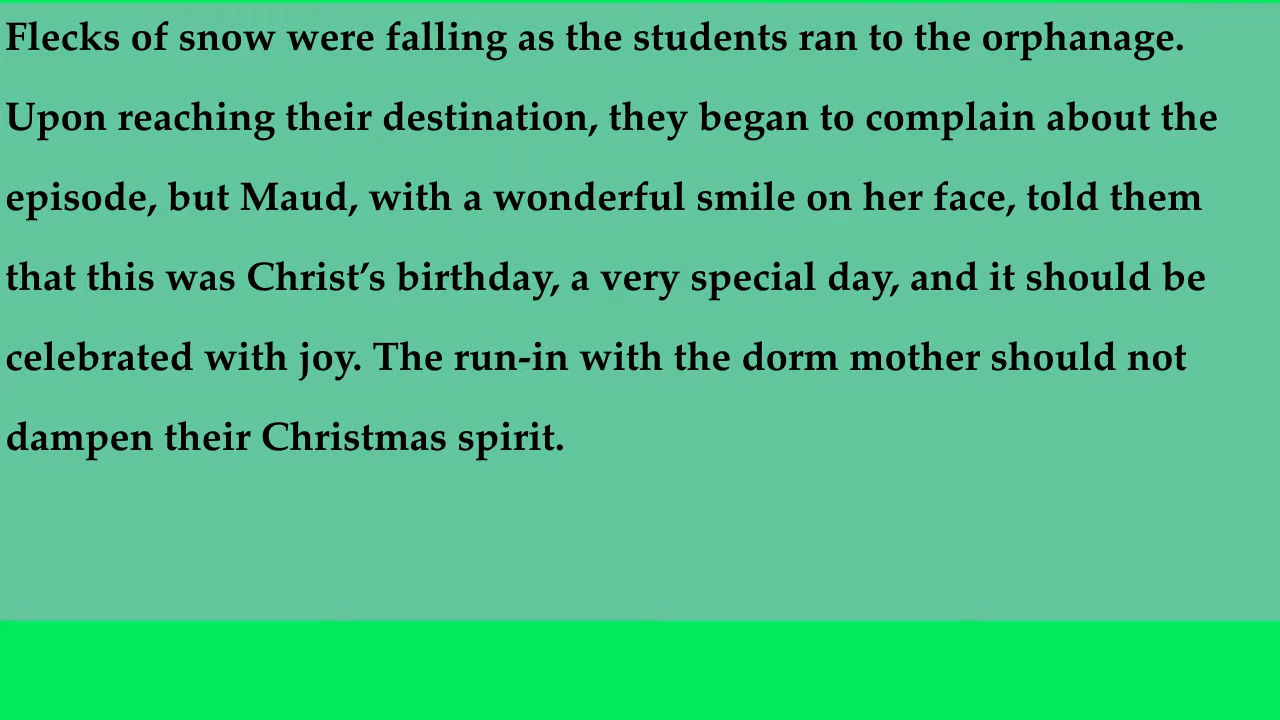 Flecks of snow were falling as the students ran to the orphanage.
Upon reaching their destination, they began to complain about the
episode, but Maud, with a wonderful smile on her face, told them
that this was Christ’s birthday, a very special day, and it should be
celebrated with joy. The run-in with the dorm mother should not
dampen their Christmas spirit.